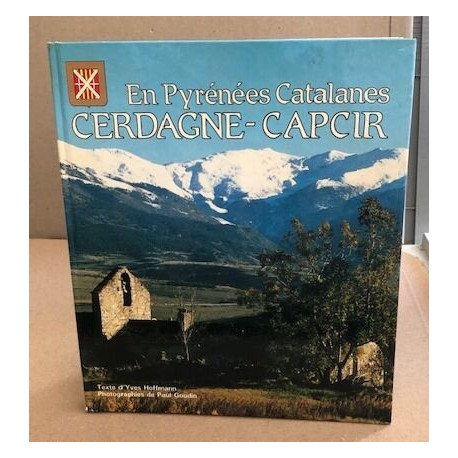 En Pyrénées Catalanes
CERDAGNE-CAPCIR
Texte d'Yves Hoffmann
Photographies de Paul Goudin